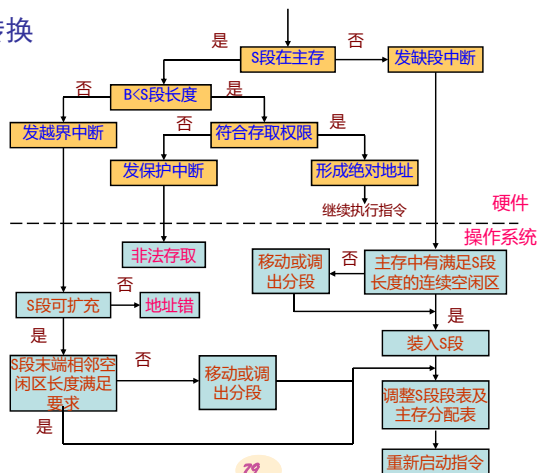 转换
是
否
S段在主存
发缺段中断
否
B<S段长度
是
发越界中断
否
符合存取权限
是
发保护中断
形成绝对地址
继续执行指令
硬件
操作系统
非法存取
移动或调
出分段
否
主存中有满足S段
长度的连续空闲区
S段可扩充
否
地址错
是
是
装入S段
S段末端相邻空
闲区长度满足
要求
否
移动或调
出分段
调整S段段表及
主存分配表
是
重新启动指令
79